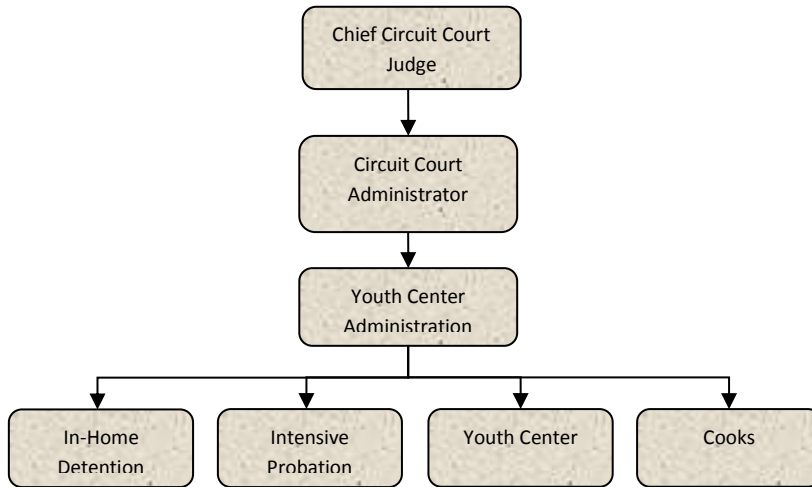 Chief Circuit Court
Judge
Circuit Court
Administrator
Youth Center
Administration
In-Home
Detention
Intensive
Probation
Youth Center
Cooks